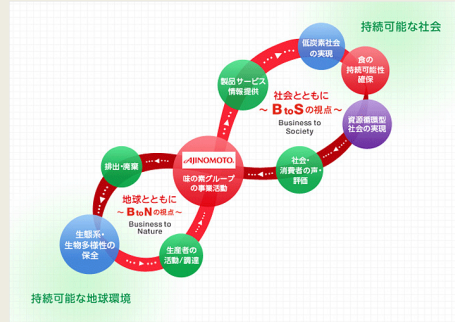 持続可能な社会
低炭素社会
の実現
食の
持続可能性
確保
製品サービス
情報提供
社会とともに
～ B to Sの視点～
Business to
Society
資源循環型
社会の実現
AJINOMOTO.
味の素グループ
の事業活動
社会・
消費者の声・
評価
排出・廃棄
地球とともに
～ B to Nの視点～
Business to
Nature
生態系・
生物多様性の
保全
生産者の
活動/調達
持続可能な地球環境